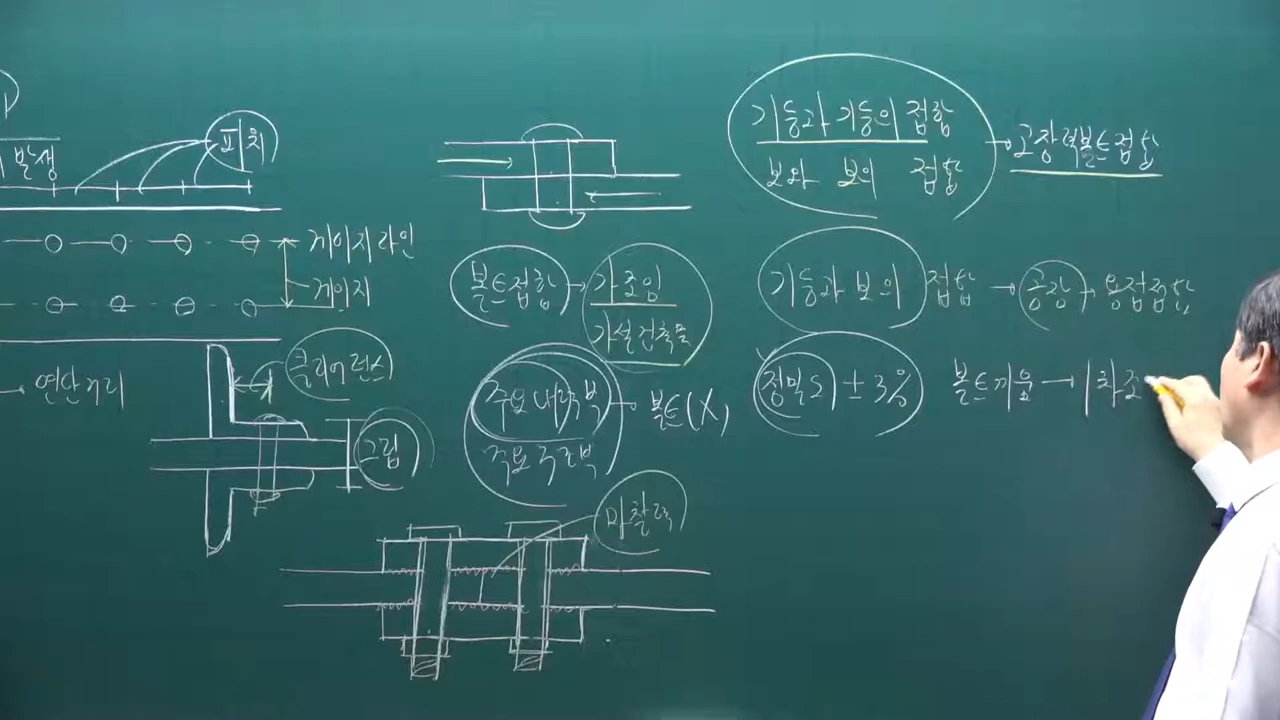 발생
피치
게이지라인
게이지
연단거리
클리어런스
그립
볼트접합 → 가조임
가설건축물
주요내력벽 → 볼트(X)
주요구조부
마찰력
기둥과 기둥의 접합
보와 보의 접합
고장력볼트접합
기둥과 보의 접합 → 공장 → 용접접합
±3%
볼트끼움 → 1차조